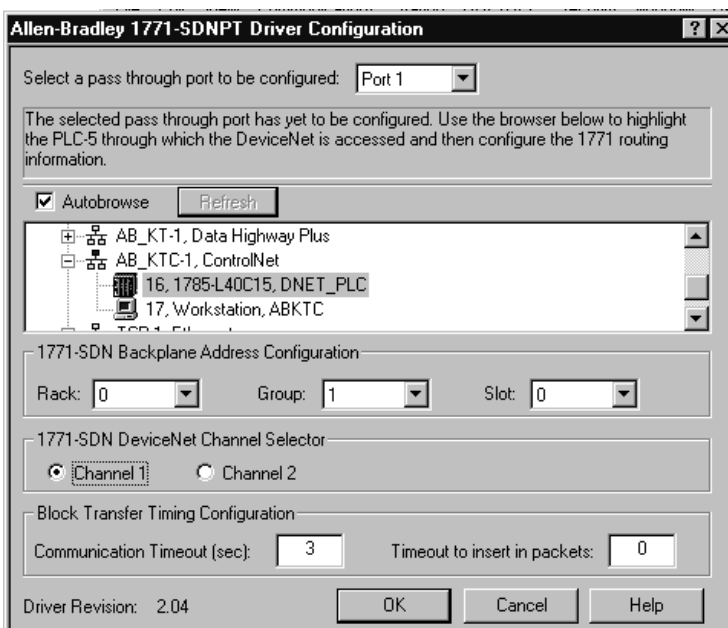 Allen-Bradley 1771-SDNPT Driver Configuration
Select a pass through port to be configured: Port 1
The selected pass through port has yet to be configured. Use the browser below to highlight
the PLC-5 through which the DeviceNet is accessed and then configure the 1771 routing
information.
Autobrowse Refresh
AB_KT-1, Data Highway Plus
AB_KTC-1, ControlNet
16, 1785-L40C15, DNET_PLC
17, Workstation, ABKTC
1771-SDN Backplane Address Configuration
Rack: 0 Group: 1 Slot: 0
1771-SDN DeviceNet Channel Selector
Channel 1 Channel 2
Block Transfer Timing Configuration
Communication Timeout (sec): 3 Timeout to insert in packets: 0
Driver Revision: 2.04 OK Cancel Help